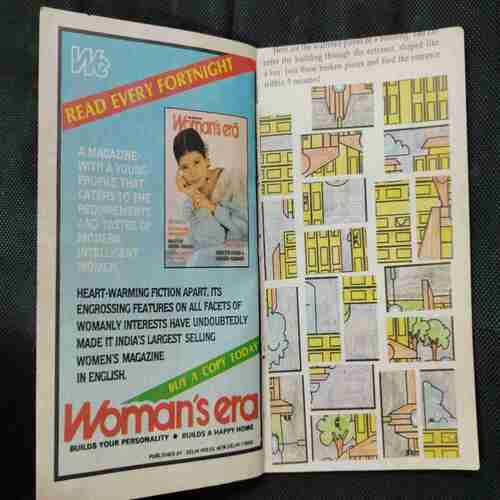 We
READ EVERY FORTNIGHT
Woman's era
A MAGAZINE
WITH A YOUNG
PROFILE THAT
CATERS TO THE
REQUIREMENTS
AND TASTES OF
MODERN
INTELLIGENT
WOMEN.
HEART-WARMING FICTION APART, ITS
ENGROSSING FEATURES ON ALL FACETS OF
WOMANLY INTERESTS HAVE UNDOUBTEDLY
MADE IT INDIA'S LARGEST SELLING
WOMEN'S MAGAZINE
IN ENGLISH.
BUY A COPY TODAY
Woman's era
BUILDS YOUR PERSONALITY ◆ BUILDS A HAPPY HOME
PUBLISHED BY : DELHI PRESS, NEW DELHI
Here are the scattered pieces of a building. You can
enter the building through the entrance, shaped like
a key. Join these broken pieces and find the entrance
within 5 minutes!